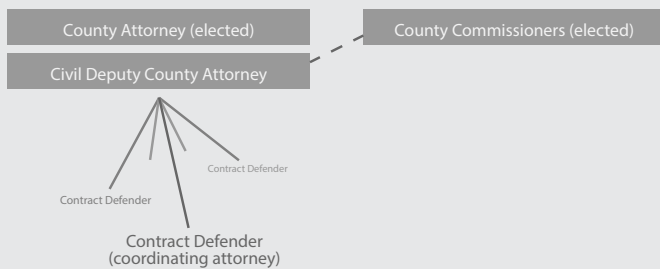 County Attorney (elected)
County Commissioners (elected)
Civil Deputy County Attorney
Contract Defender
Contract Defender
Contract Defender
(coordinating attorney)